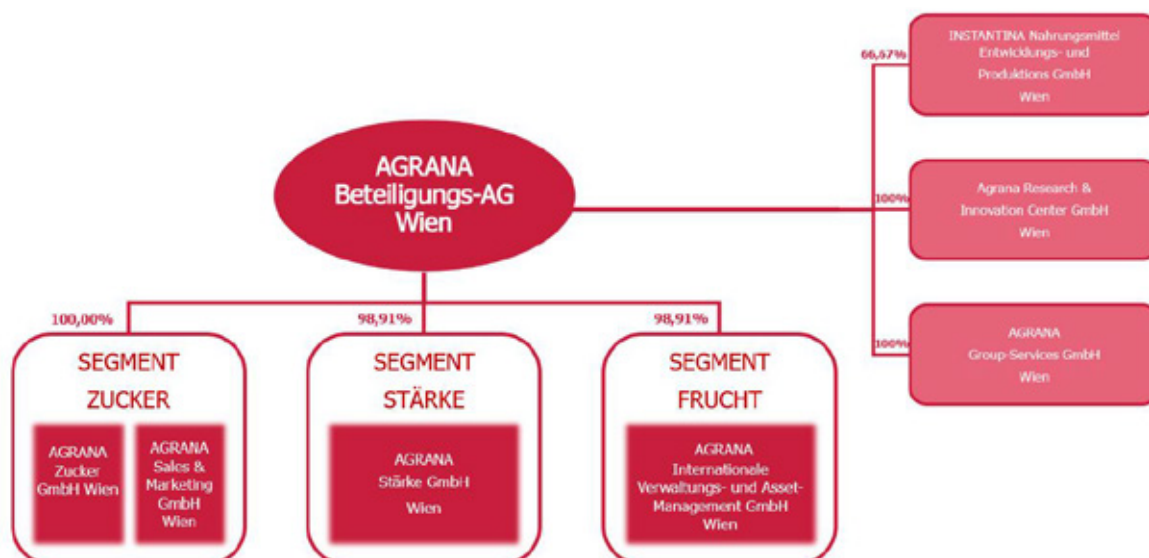 INSTANTINA Nahrungsmittel
Entwicklungs- und
Produktions GmbH
Wien
66,67%
AGRANA
Beteiligungs-AG
Wien
100%
Agrana Research &
Innovation Center GmbH
Wien
100%
AGRANA
Group-Services GmbH
Wien
100,00%
SEGMENT
ZUCKER
AGRANA
Zucker
GmbH Wien
AGRANA
Sales &
Marketing
GmbH
Wien
98,91%
SEGMENT
STÄRKE
AGRANA
Stärke GmbH
Wien
98,91%
SEGMENT
FRUCHT
AGRANA
Internationale
Verwaltungs- und Asset-
Management GmbH
Wien